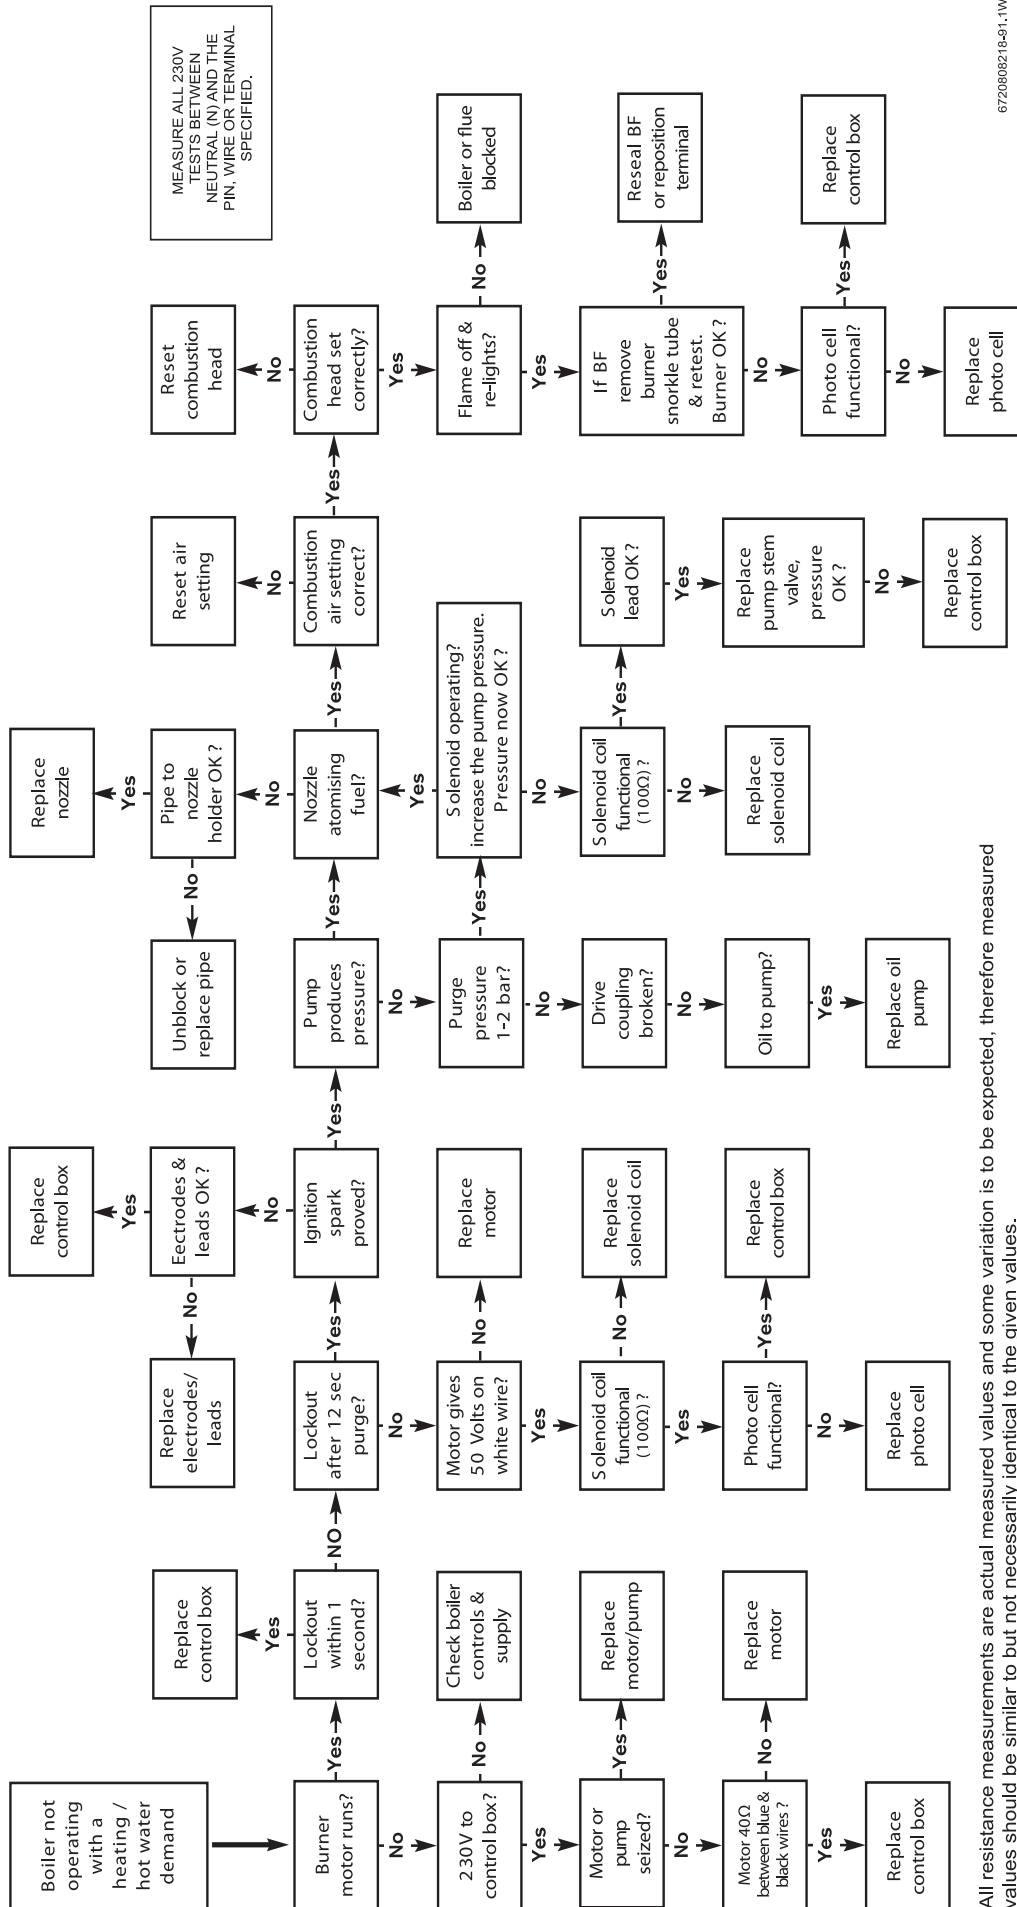 Boiler not
operating
with a
heating /
hot water
demand
Burner
motor runs?
Yes
No
230V to
control box?
No
Check boiler
controls &
supply
Yes
Motor or
pump
seized?
Yes
Replace
motor/pump
No
Motor 40Ω
between blue &
black wires ?
No
Replace
motor
Yes
Replace
control box
Lockout
within 1
second?
Yes
Replace
control box
NO
Lockout
after 12 sec
purge?
Yes
No
Motor gives
50 Volts on
white wire?
No
Replace
motor
Yes
Solenoid coil
functional
(100Ω) ?
No
Replace
solenoid coil
Yes
Photo cell
functional?
Yes
Replace
control box
No
Replace
photo cell
Ignition
spark
proved?
No
Eectrodes &
leads OK ?
Yes
Replace
control box
No
Replace
electrodes/
leads
Yes
Pump
produces
pressure?
Yes
No
Purge
pressure
1-2 bar?
Yes
No
Drive
coupling
broken?
No
Oil to pump?
Yes
Replace oil
pump
Nozzle
atomising
fuel?
No
Pipe to
nozzle
holder OK ?
Yes
Replace
nozzle
No
Unblock or
replace pipe
Yes
Solenoid operating?
increase the pump pressure.
Pressure now OK ?
Yes
No
Solenoid coil
functional
(100Ω) ?
Yes
No
Replace
solenoid coil
Solenoid
lead OK ?
Yes
Replace
pump stem
valve,
pressure
OK ?
No
Replace
control box
Combustion
air setting
correct?
No
Reset air
setting
Yes
Combustion
head set
correctly?
No
Reset
combustion
head
Yes
Flame off &
re-lights?
No
Boiler or flue
blocked
Yes
If BF
remove
burner
snorkle tube
& retest.
Burner OK ?
Yes
Reseal BF
or reposition
terminal
No
Photo cell
functional?
Yes
Replace
control box
No
Replace
photo cell
MEASURE ALL 230V
TESTS BETWEEN
NEUTRAL (N) AND THE
PIN, WIRE OR TERMINAL
SPECIFIED.
All resistance measurements are actual measured values and some variation is to be expected, therefore measured
values should be similar to but not necessarily identical to the given values.
6720808218-91.1W